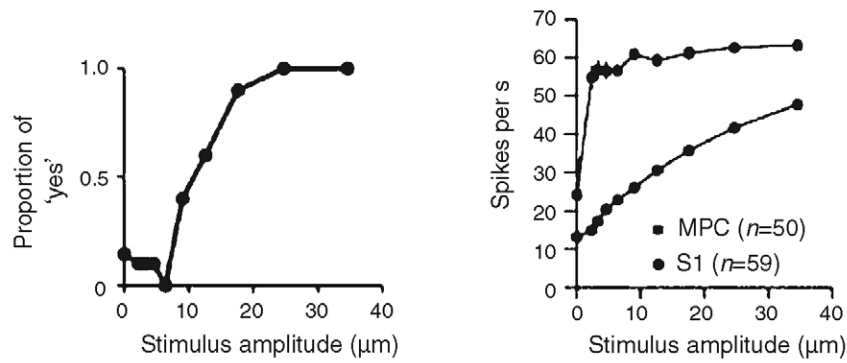 Proportion of
'yes'
1.0
0.5
0
0 10 20 30 40
Stimulus amplitude (μm)
Spikes per s
70
60
50
40
30
20
10
0
MPC (n=50)
S1 (n=59)
0 10 20 30 40
Stimulus amplitude (μm)